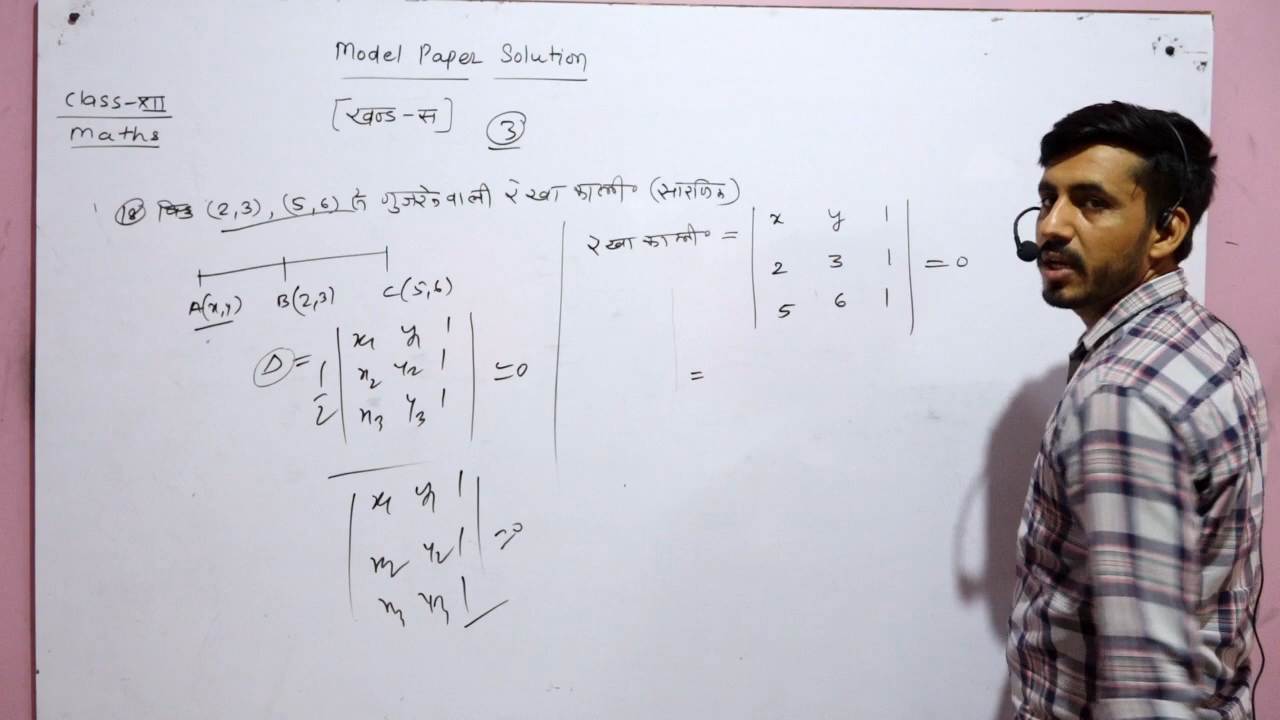 Model Paper Solution
Class-XII
Maths
[खण्ड-स]
3
18 (2,3), (5,6) से गुजरने वाली रेखा का समी॰ (सारणिक)
A(x,y) B(2,3) C(5,6)
Δ = 1/2 | x₁ y₁ 1 | = 0
x₂ y₂ 1
x₃ y₃ 1
x₁ y₁ 1
x₂ y₂ 1 = 0
x₃ y₃ 1
रेखा का समी॰ = | x y 1 | = 0
2 3 1
5 6 1
=